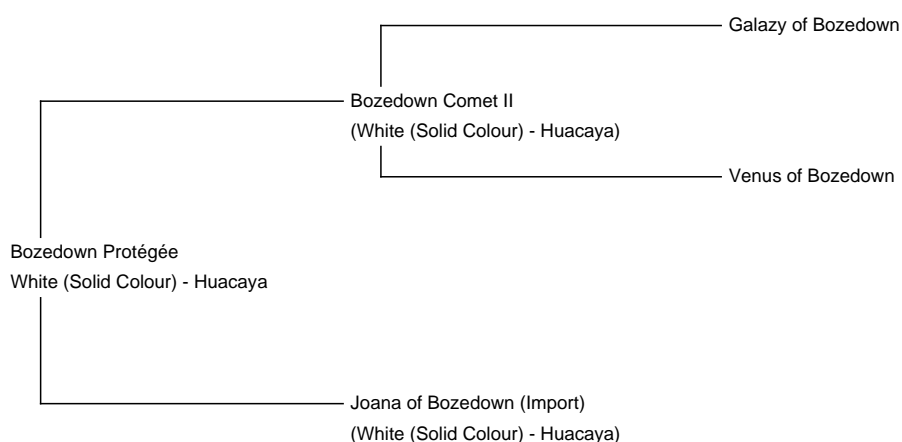 Galazy of Bozedown
Bozedown Comet II
(White (Solid Colour) - Huacaya)
Venus of Bozedown
Bozedown Protégée
White (Solid Colour) - Huacaya
Joana of Bozedown (Import)
(White (Solid Colour) - Huacaya)